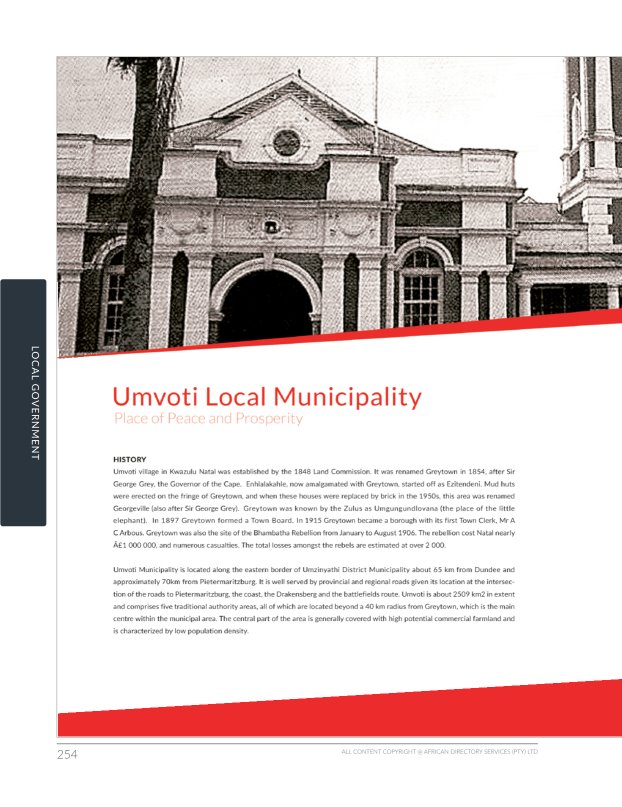 LOCAL GOVERNMENT
Umvoti Local Municipality
Place of Peace and Prosperity
HISTORY
Umvoti village in Kwazulu Natal was established by the 1848 Land Commission. It was renamed Greytown in 1854, after Sir
George Grey, the Governor of the Cape. Enhlalakahle, now amalgamated with Greytown, started off as Ezitendeni. Mud huts
were erected on the fringe of Greytown, and when these houses were replaced by brick in the 1950s, this area was renamed
Georgeville (also after Sir George Grey). Greytown was known by the Zulus as Umgungundlovana (the place of the little
elephant). In 1897 Greytown formed a Town Board. In 1915 Greytown became a borough with its first Town Clerk, Mr A
C Arbous. Greytown was also the site of the Bhambatha Rebellion from January to August 1906. The rebellion cost Natal nearly
Â£1 000 000, and numerous casualties. The total losses amongst the rebels are estimated at over 2 000.
Umvoti Municipality is located along the eastern border of Umzinyathi District Municipality about 65 km from Dundee and
approximately 70km from Pietermaritzburg. It is well served by provincial and regional roads given its location at the intersec-
tion of the roads to Pietermaritzburg, the coast, the Drakensberg and the battlefields route. Umvoti is about 2509 km2 in extent
and comprises five traditional authority areas, all of which are located beyond a 40 km radius from Greytown, which is the main
centre within the municipal area. The central part of the area is generally covered with high potential commercial farmland and
is characterized by low population density.
254
ALL CONTENT COPYRIGHT @ AFRICAN DIRECTORY SERVICES (PTY) LTD